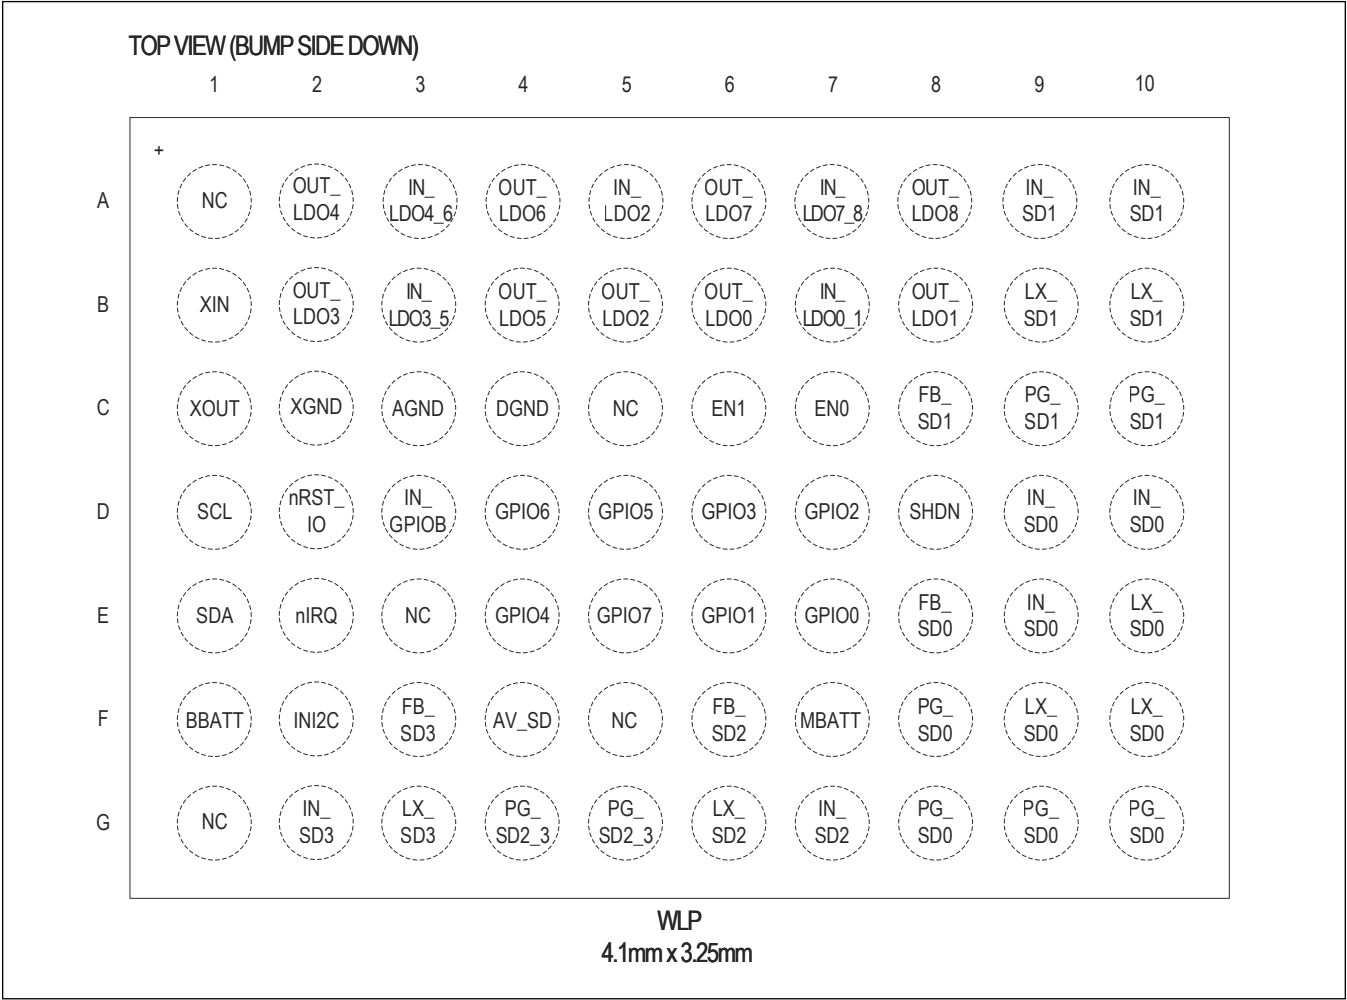 TOP VIEW (BUMP SIDE DOWN)
1 2 3 4 5 6 7 8 9 10
+
A NC OUT_ IN_ OUT_ IN_ OUT_ IN_ OUT_ IN_ IN_
LDO4 LDO4_6 LDO6 LDO2 LDO7 LDO7_8 LDO8 SD1 SD1
B XIN OUT_ IN_ OUT_ OUT_ OUT_ IN_ OUT_ LX_ LX_
LDO3 LDO3_5 LDO5 LDO2 LDO0 LDO0_1 LDO1 SD1 SD1
C XOUT XGND AGND DGND NC EN1 EN0 FB_ PG_ PG_
SD1 SD1 SD1
D SCL nRST_ IN_ GPIO6 GPIO5 GPIO3 GPIO2 SHDN IN_ IN_
IO GPIOB SD0 SD0
E SDA nIRQ NC GPIO4 GPIO7 GPIO1 GPIO0 FB_ IN_ LX_
SD0 SD0 SD0
F BBATT INI2C FB_ AV_SD NC FB_ MBATT PG_ LX_ LX_
SD3 SD2 SD0 SD0 SD0
G NC IN_ LX_ PG_ PG_ LX_ IN_ PG_ PG_ PG_
SD3 SD3 SD2_3 SD2_3 SD2 SD2 SD0 SD0 SD0
WLP
4.1mm x 3.25mm